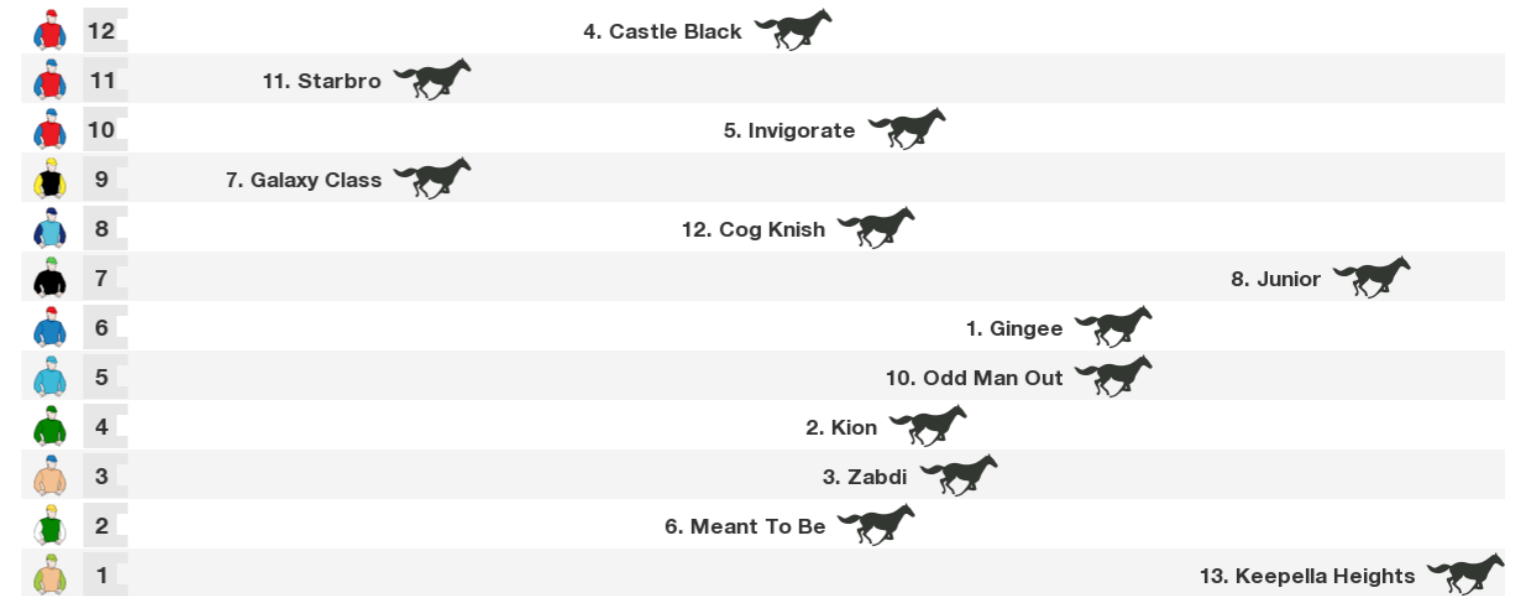 12 4. Castle Black
11 11. Starbro
10 5. Invigorate
9 7. Galaxy Class
8 12. Cog Knish
7 8. Junior
6 1. Gingee
5 10. Odd Man Out
4 2. Kion
3 3. Zabdi
2 6. Meant To Be
1 13. Keepella Heights